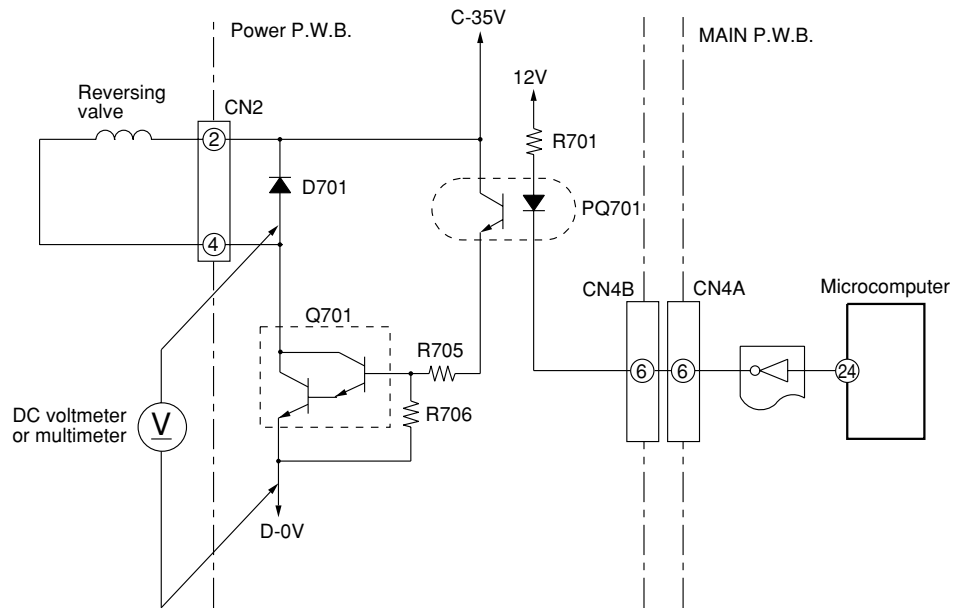 C-35V
Power P.W.B.
MAIN P.W.B.
12V
Reversing
valve
CN2
2
R701
D701
PQ701
4
CN4B
CN4A
Microcomputer
Q701
R705
6
6
24
R706
DC voltmeter
or multimeter
V
D-0V